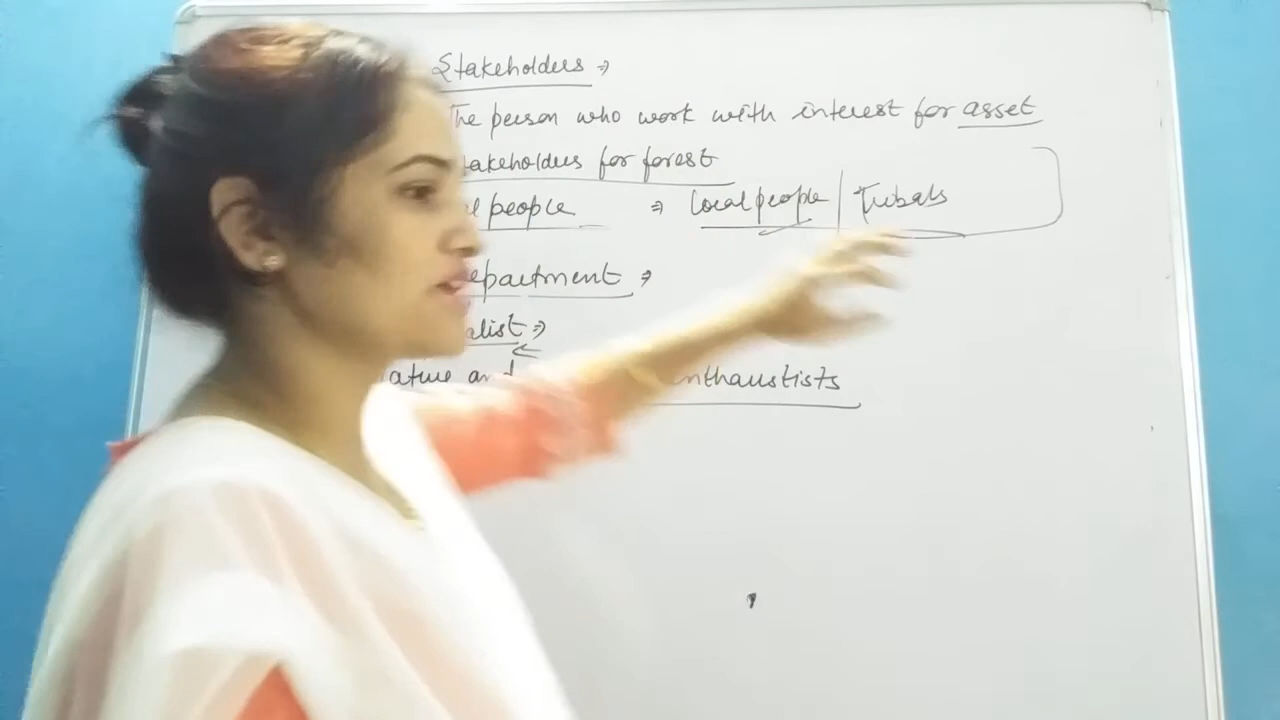 Stakeholders ⇒
The person who work with interest for asset
takeholders for forest
l people ⇒ local people | Tribals
epartment ⇒
alist ⇒
ature and enthaustists